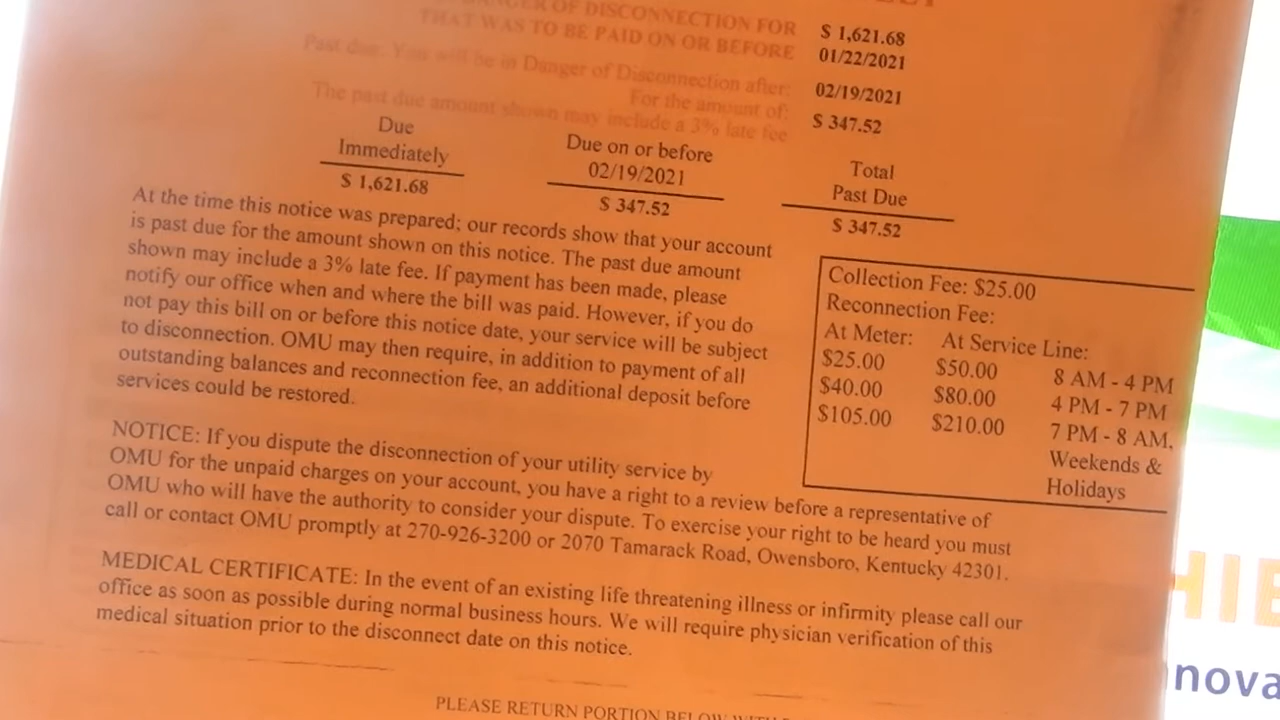 OF DISCONNECTION FOR $ 1,621.68
THAT WAS TO BE PAID ON OR BEFORE 01/22/2021
Past due. You will be in Danger of Disconnection after: 02/19/2021
For the amount of: $ 347.52
The past due amount shown may include a 3% late fee
Due Immediately
$ 1,621.68
Due on or before
02/19/2021
$ 347.52
Total
Past Due
$ 347.52
At the time this notice was prepared; our records show that your account
is past due for the amount shown on this notice. The past due amount
shown may include a 3% late fee. If payment has been made, please
notify our office when and where the bill was paid. However, if you do
not pay this bill on or before this notice date, your service will be subject
to disconnection. OMU may then require, in addition to payment of all
outstanding balances and reconnection fee, an additional deposit before
services could be restored.
Collection Fee: $25.00
Reconnection Fee:
At Meter: At Service Line:
$25.00 $50.00 8 AM - 4 PM
$40.00 $80.00 4 PM - 7 PM
$105.00 $210.00 7 PM - 8 AM,
Weekends &
Holidays
NOTICE: If you dispute the disconnection of your utility service by
OMU for the unpaid charges on your account, you have a right to a review before a representative of
OMU who will have the authority to consider your dispute. To exercise your right to be heard you must
call or contact OMU promptly at 270-926-3200 or 2070 Tamarack Road, Owensboro, Kentucky 42301.
MEDICAL CERTIFICATE: In the event of an existing life threatening illness or infirmity please call our
office as soon as possible during normal business hours. We will require physician verification of this
medical situation prior to the disconnect date on this notice.
PLEASE RETURN PORTION BELOW WITH
HIE
nova